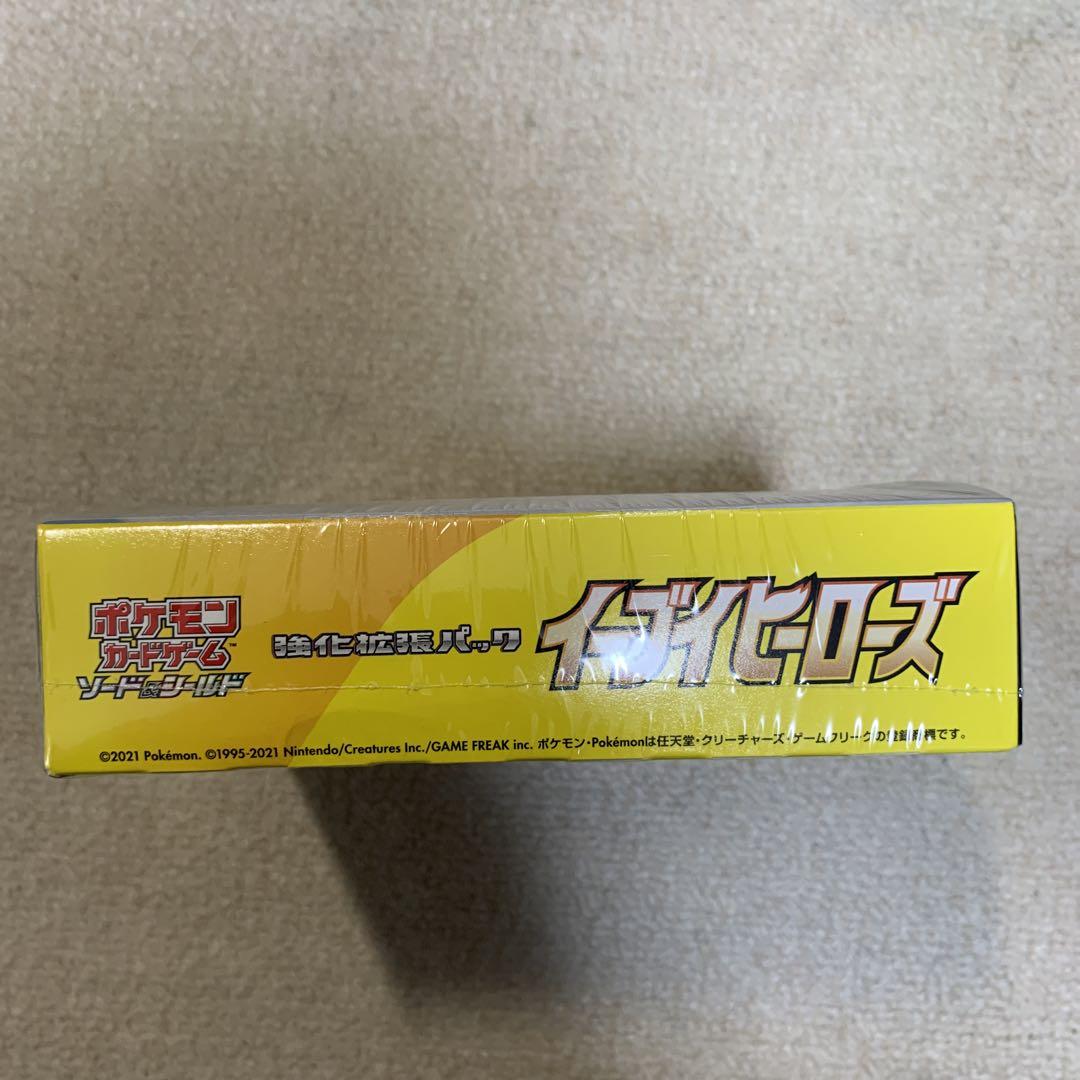 ポケモン
カードゲーム™
ソード&シールド
強化拡張パック
イーブイヒーローズ
©2021 Pokémon. ©1995-2021 Nintendo/Creatures Inc./GAME FREAK inc. ポケモン・Pokémonは任天堂・クリーチャーズ・ゲームフリークの登録商標です。